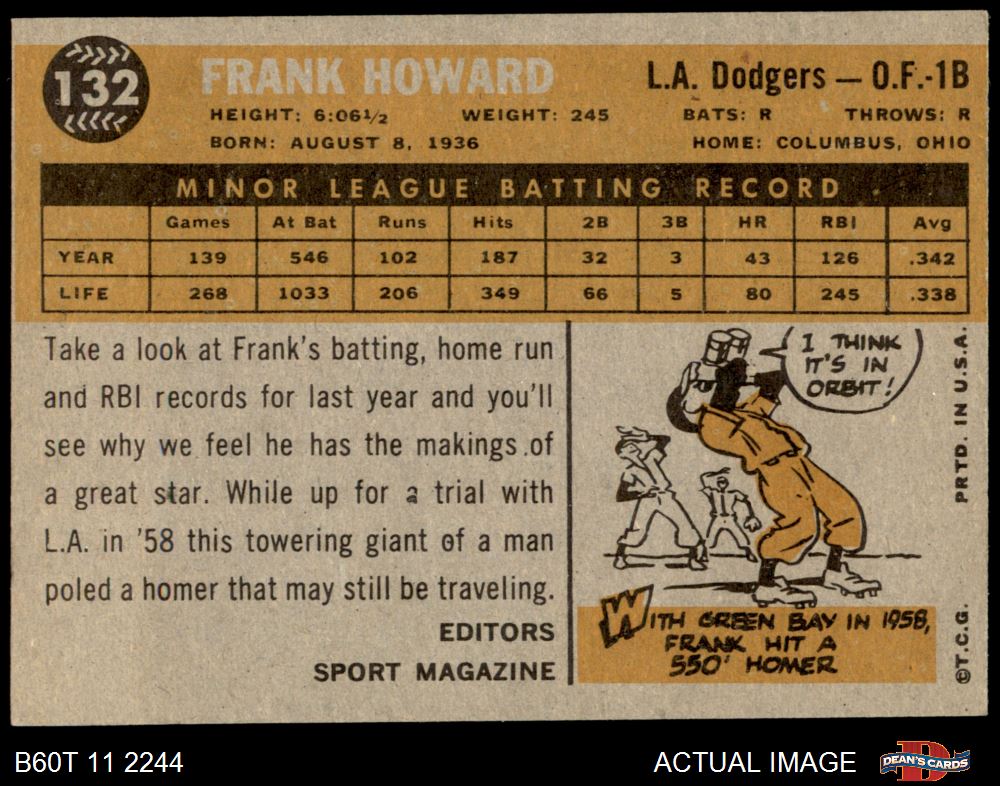 132
FRANK HOWARD
L.A. Dodgers — O.F.-1B
HEIGHT: 6:06½ WEIGHT: 245 BATS: R THROWS: R
BORN: AUGUST 8, 1936 HOME: COLUMBUS, OHIO
MINOR LEAGUE BATTING RECORD
Games At Bat Runs Hits 2B 3B HR RBI Avg
YEAR 139 546 102 187 32 3 43 126 .342
LIFE 268 1033 206 349 66 5 80 245 .338
Take a look at Frank's batting, home run
and RBI records for last year and you'll
see why we feel he has the makings of
a great star. While up for a trial with
L.A. in '58 this towering giant of a man
poled a homer that may still be traveling.
EDITORS
SPORT MAGAZINE
I THINK
IT'S IN
ORBIT!
WITH GREEN BAY IN 1958,
FRANK HIT A
550' HOMER
PRTD. IN U.S.A.
©T.C.G.
B60T 11 2244
ACTUAL IMAGE
D
DEAN'S CARDS